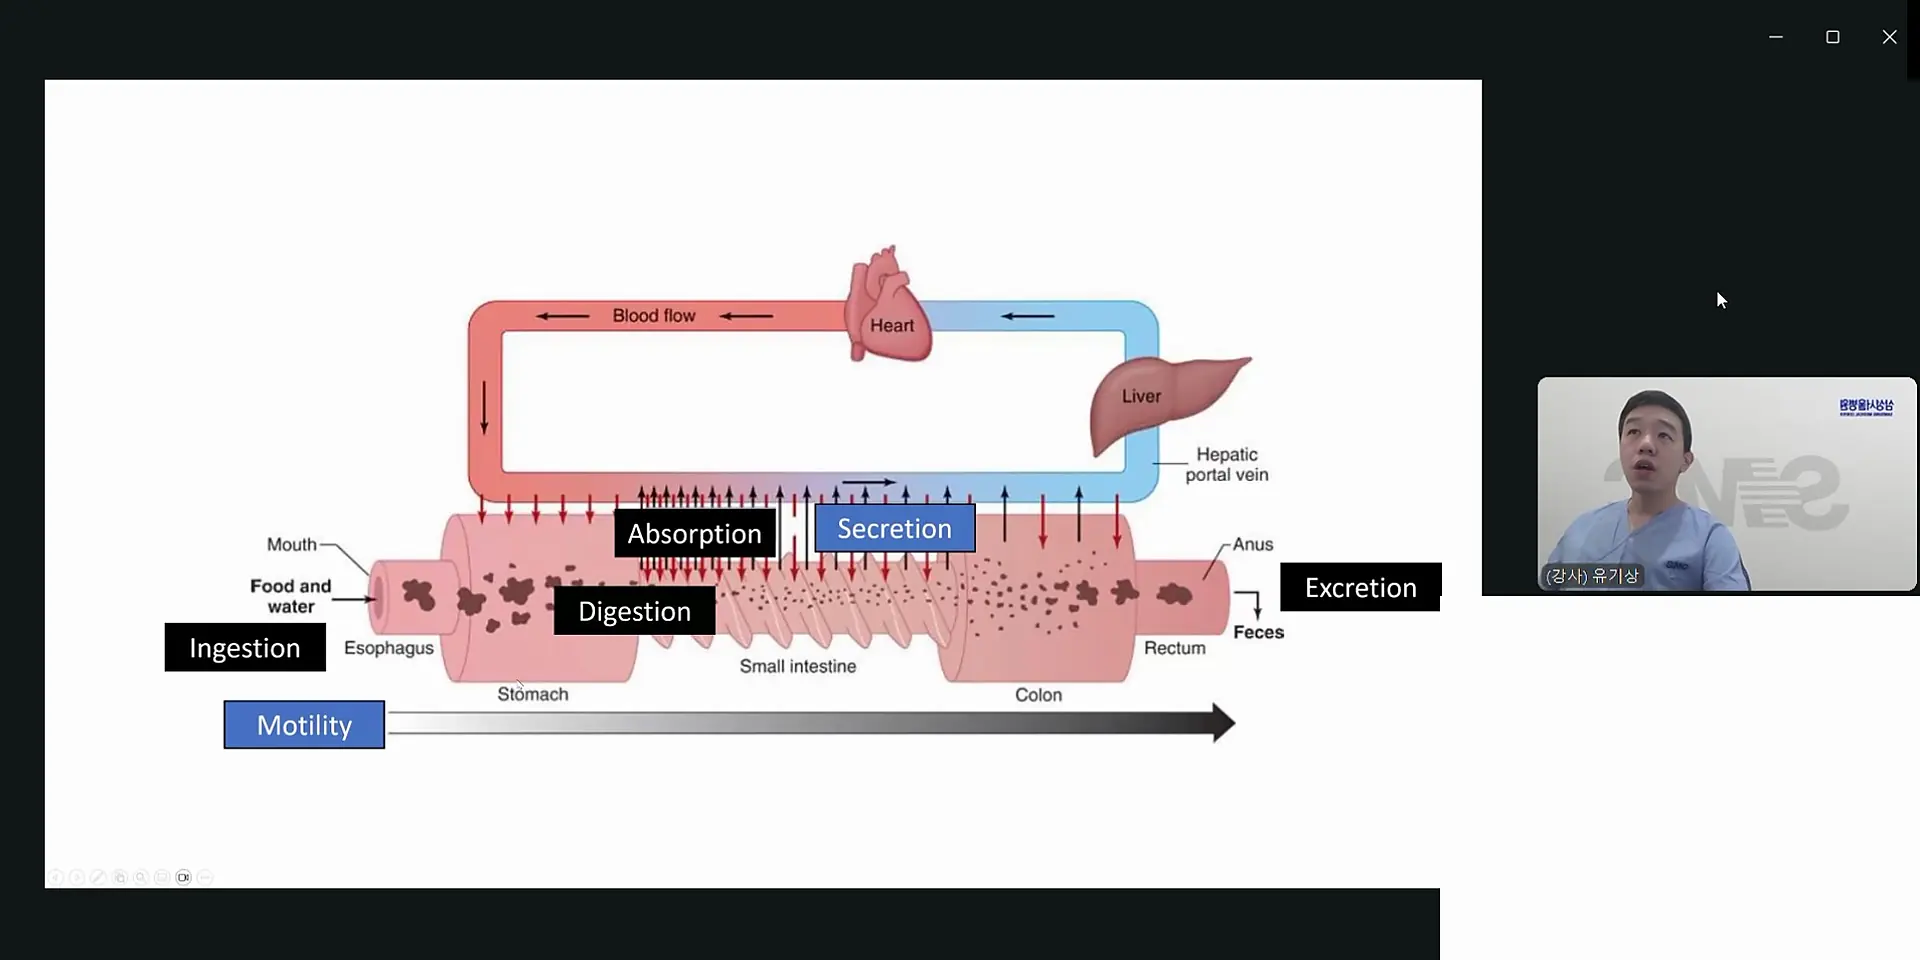 Blood flow
Heart
Liver
Hepatic
portal vein
Absorption
Secretion
Mouth
Anus
Food and
water
Digestion
Excretion
Feces
Ingestion
Esophagus
Small intestine
Rectum
Stomach
Colon
Motility
(강사) 유기상